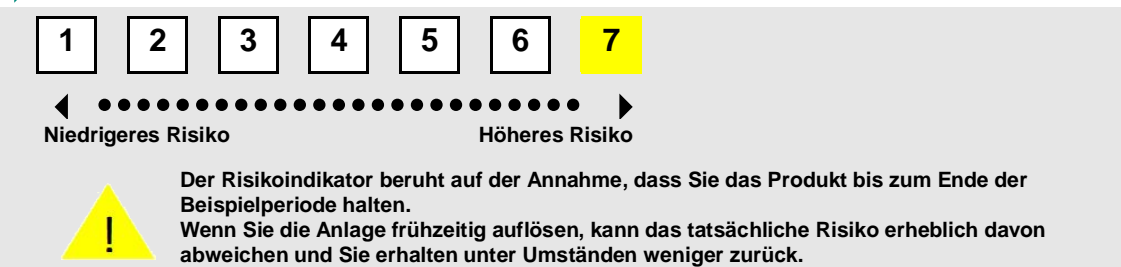 1 2 3 4 5 6 7
Niedrigeres Risiko Höheres Risiko
Der Risikoindikator beruht auf der Annahme, dass Sie das Produkt bis zum Ende der
Beispielperiode halten.
! Wenn Sie die Anlage frühzeitig auflösen, kann das tatsächliche Risiko erheblich davon
abweichen und Sie erhalten unter Umständen weniger zurück.